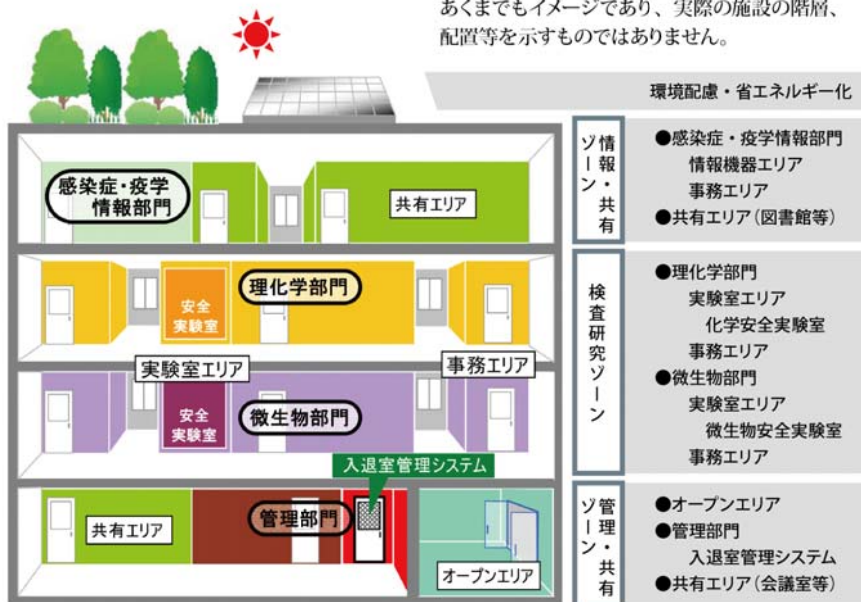 あくまでもイメージであり、実際の施設の階層、
配置等を示すものではありません。
環境配慮・省エネルギー化
感染症・疫学
情報部門
共有エリア
情報・共有
ゾーン
●感染症・疫学情報部門
情報機器エリア
事務エリア
●共有エリア(図書館等)
理化学部門
安全
実験室
実験室エリア
事務エリア
安全
実験室
微生物部門
検査研究ゾーン
●理化学部門
実験室エリア
化学安全実験室
事務エリア
●微生物部門
実験室エリア
微生物安全実験室
事務エリア
入退室管理システム
共有エリア
管理部門
オープンエリア
管理・共有
ゾーン
●オープンエリア
●管理部門
入退室管理システム
●共有エリア(会議室等)